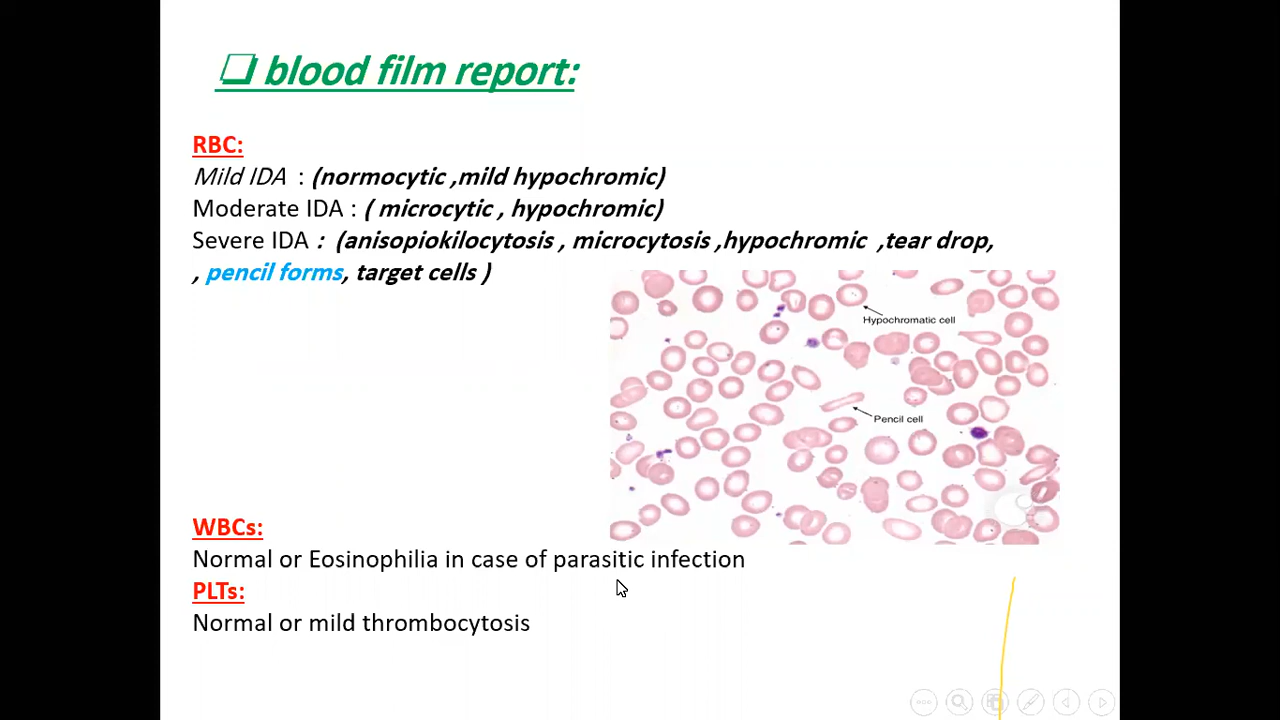 ❑ blood film report:
RBC:
Mild IDA : (normocytic ,mild hypochromic)
Moderate IDA : ( microcytic , hypochromic)
Severe IDA : (anisopiokilocytosis , microcytosis ,hypochromic ,tear drop,
, pencil forms, target cells )
Hypochromatic cell
Pencil cell
WBCs:
Normal or Eosinophilia in case of parasitic infection
PLTs:
Normal or mild thrombocytosis